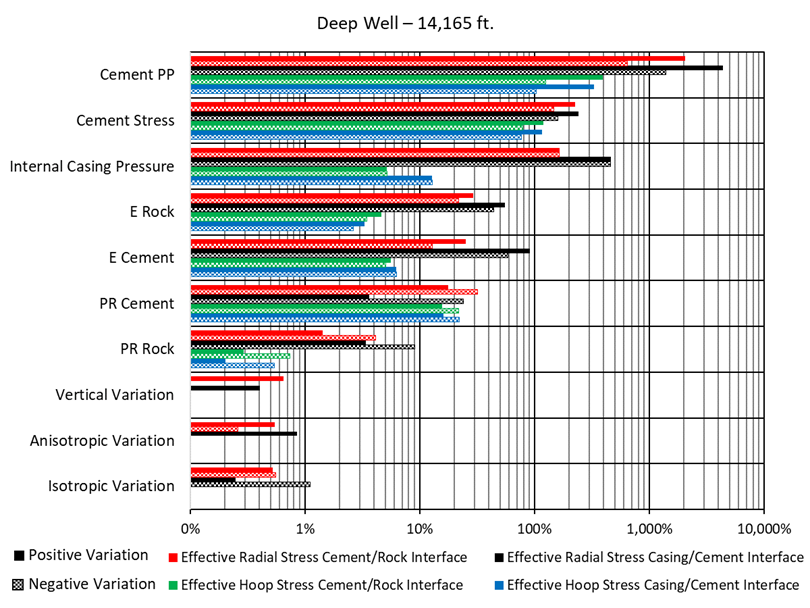 Deep Well – 14,165 ft.
Cement PP
Cement Stress
Internal Casing Pressure
E Rock
E Cement
PR Cement
PR Rock
Vertical Variation
Anisotropic Variation
Isotropic Variation
0% 1% 10% 100% 1,000% 10,000%
Positive Variation Effective Radial Stress Cement/Rock Interface Effective Radial Stress Casing/Cement Interface
Negative Variation Effective Hoop Stress Cement/Rock Interface Effective Hoop Stress Casing/Cement Interface